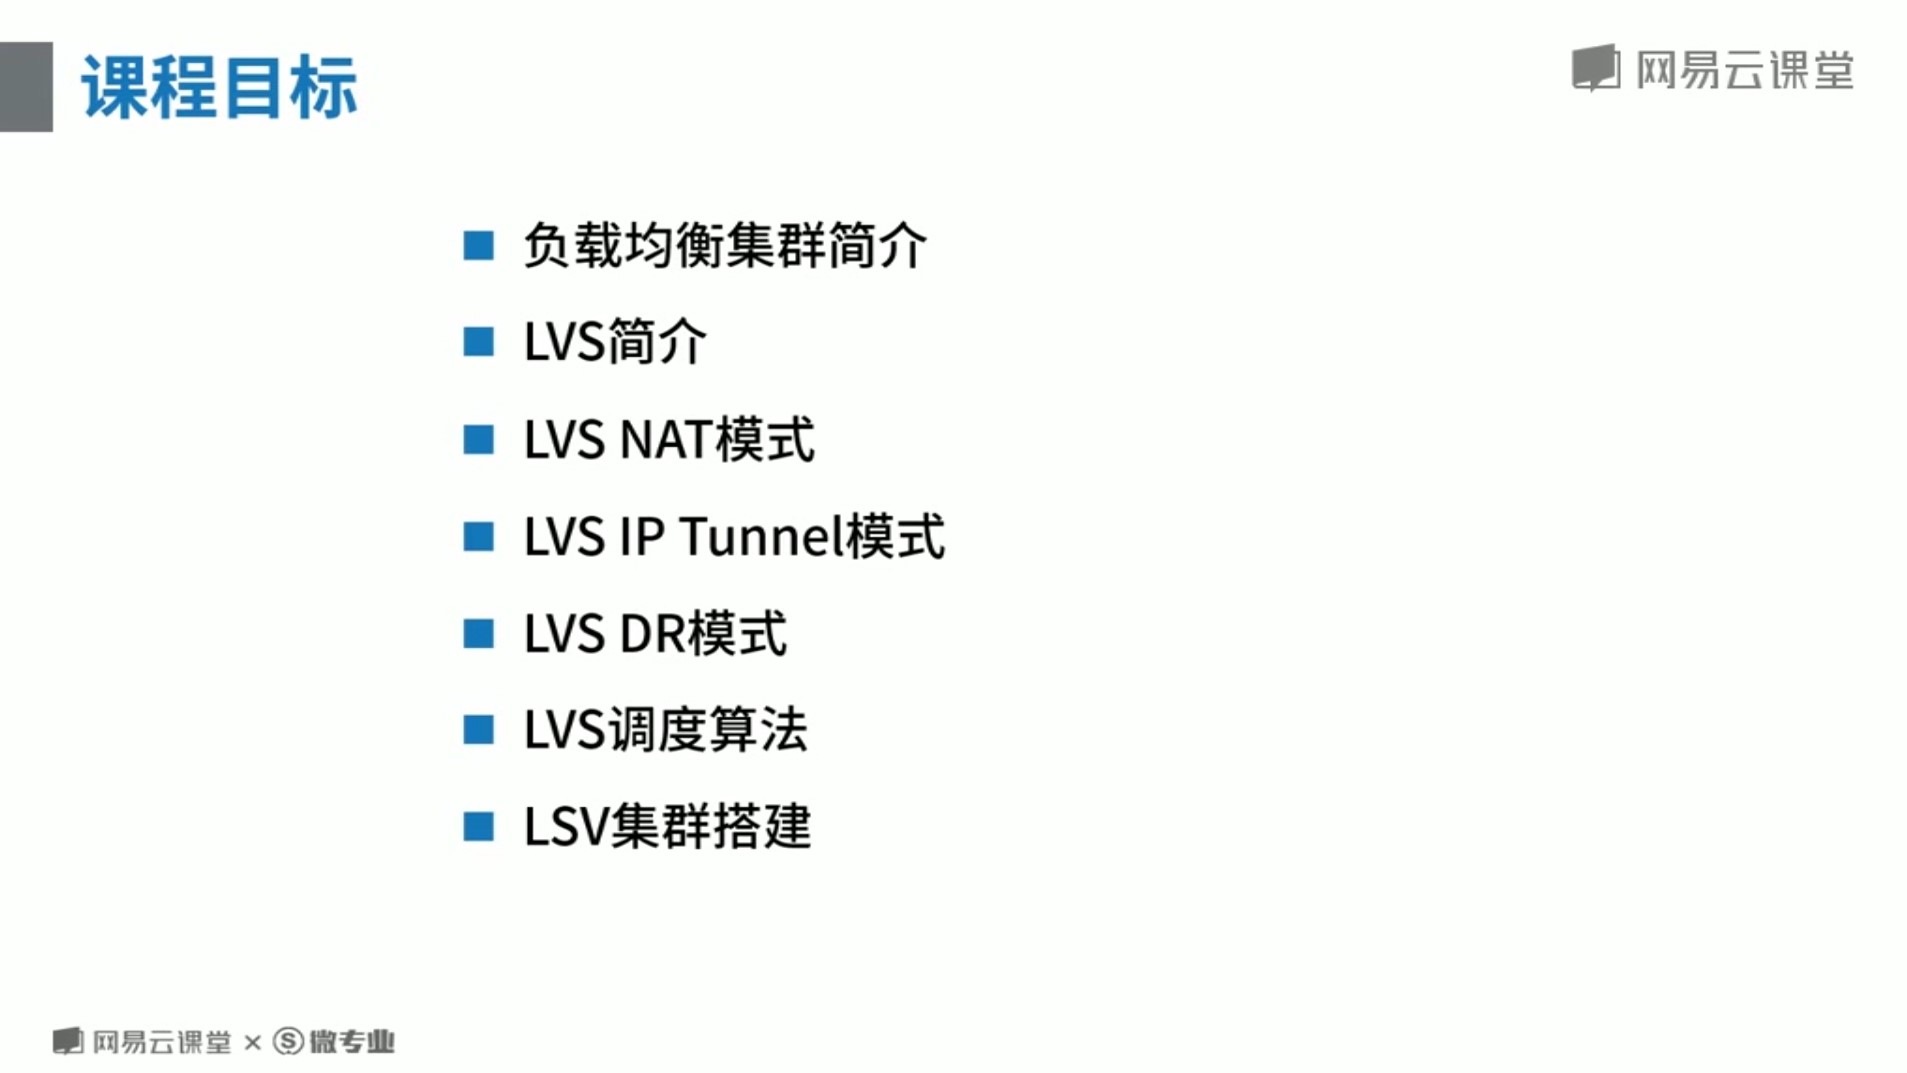 课程目标
网易云课堂
负载均衡集群简介
LVS简介
LVS NAT模式
LVS IP Tunnel模式
LVS DR模式
LVS调度算法
LSV集群搭建
网易云课堂 × Ⓢ 微专业